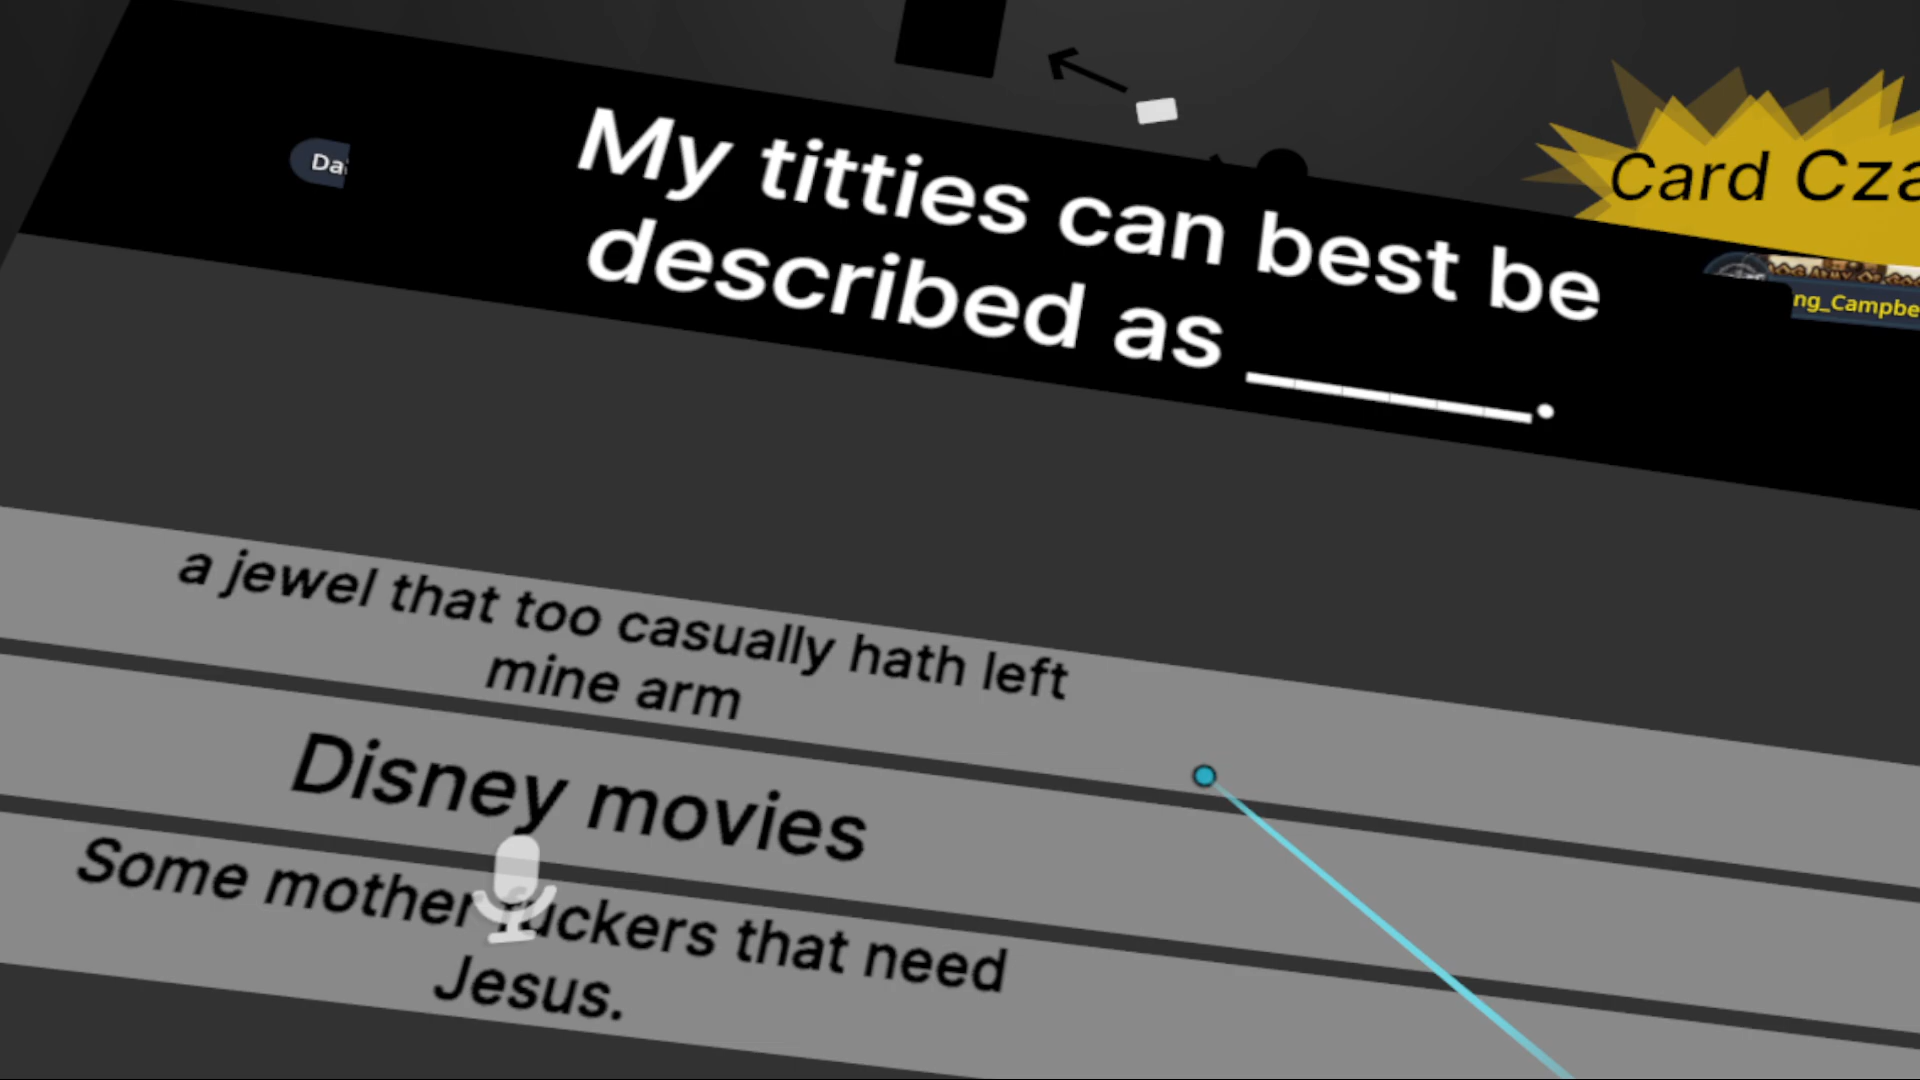 Da
My titties can best be
described as ______.
Card Cza
ng_Campbe
a jewel that too casually hath left
mine arm
Disney movies
Some mother fuckers that need
Jesus.